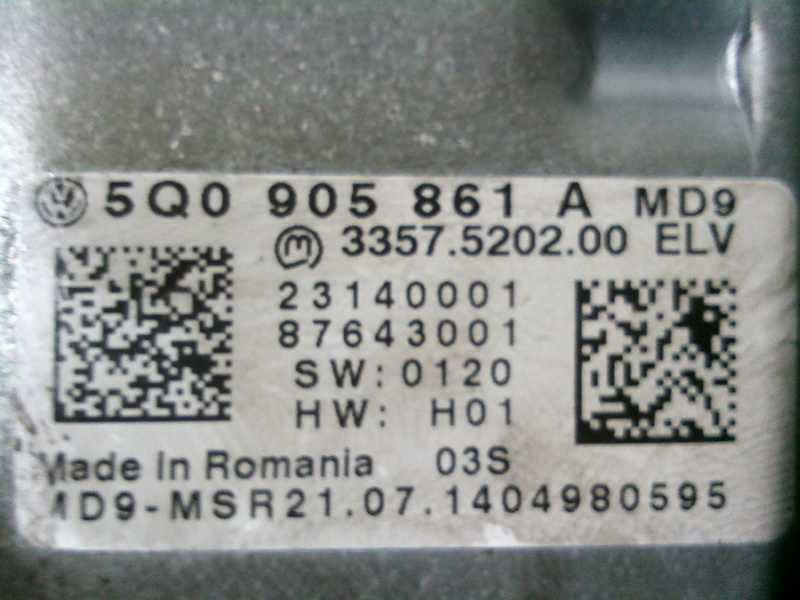 5Q0 905 861 A MD9
3357.5202.00 ELV
23140001
87643001
SW:0120
HW: H01
Made In Romania 03S
MD9-MSR21.07.1404980595